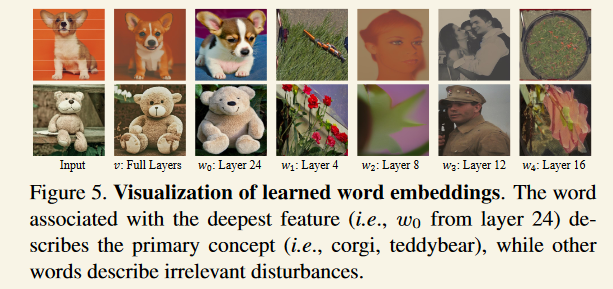 Input v: Full Layers w₀: Layer 24 w₁: Layer 4 w₂: Layer 8 w₃: Layer 12 w₄: Layer 16
Figure 5. Visualization of learned word embeddings. The word
associated with the deepest feature (i.e., w₀ from layer 24) de-
scribes the primary concept (i.e., corgi, teddybear), while other
words describe irrelevant disturbances.